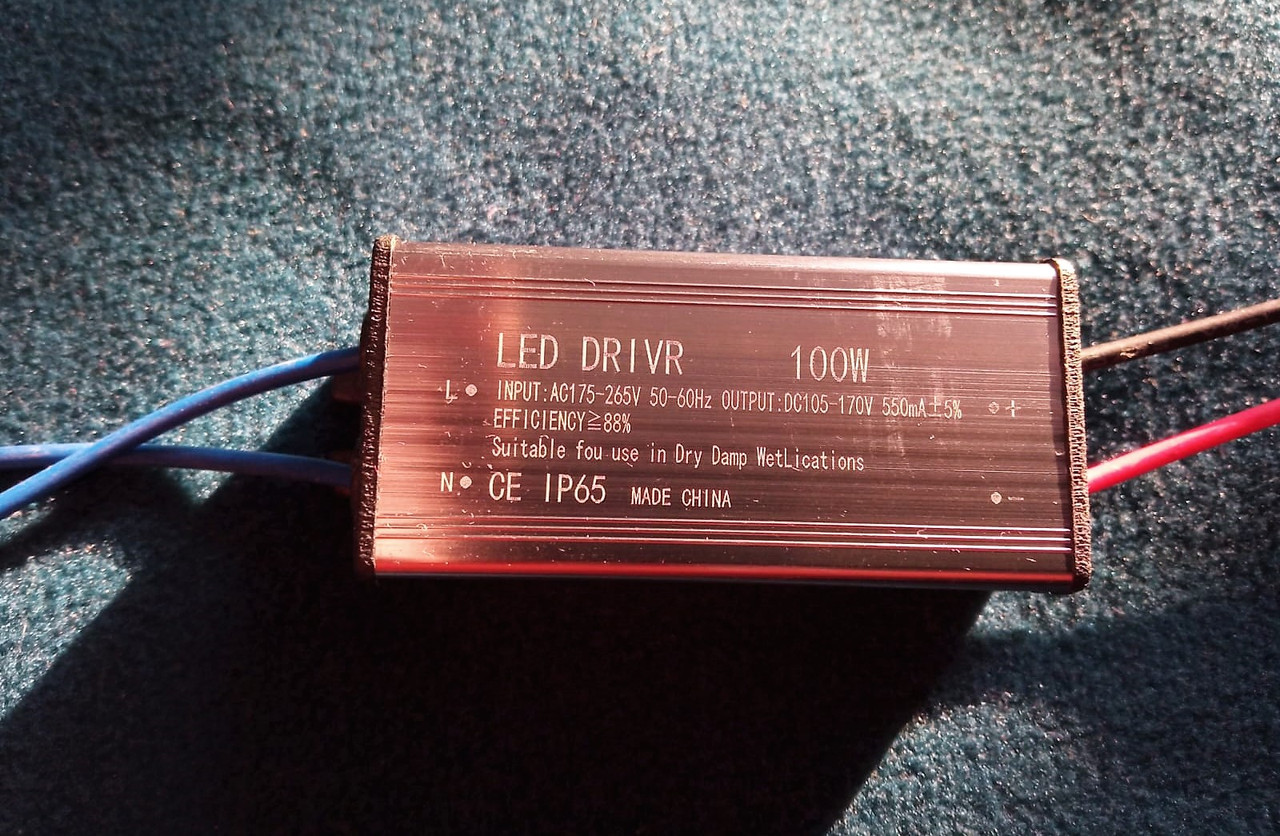 LED DRIVR 100W
L INPUT:AC175-265V 50-60Hz OUTPUT:DC105-170V 550mA±5% +
EFFICIENCY≧88%
Suitable fou use in Dry Damp WetLications
N CE IP65 MADE CHINA -